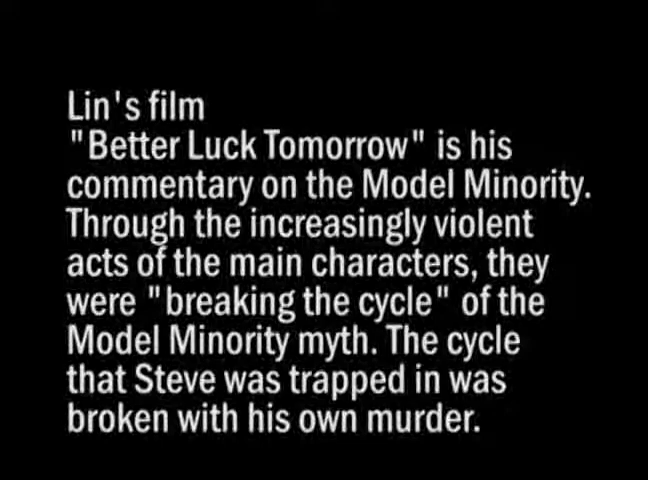 Lin's film
"Better Luck Tomorrow" is his
commentary on the Model Minority.
Through the increasingly violent
acts of the main characters, they
were "breaking the cycle" of the
Model Minority myth. The cycle
that Steve was trapped in was
broken with his own murder.